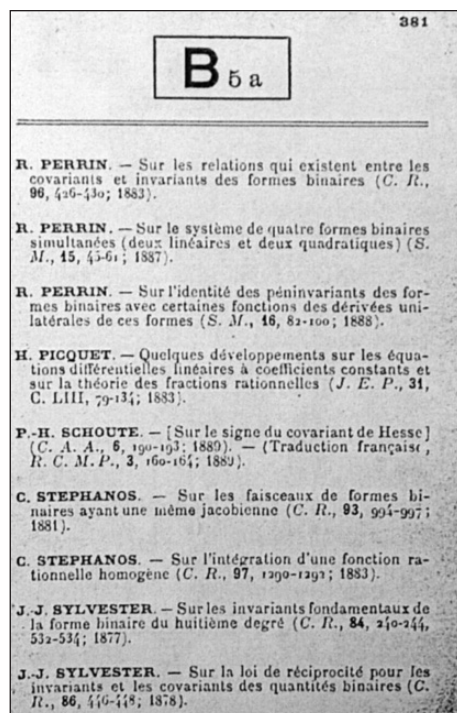 381
B 5 a
R. PERRIN. — Sur les relations qui existent entre les
covariants et invariants des formes binaires (C. R.,
96, 426-430; 1883).
R. PERRIN. — Sur le système de quatre formes binaires
simultanées (deux linéaires et deux quadratiques) (S.
M., 15, 45-61; 1887).
R. PERRIN. — Sur l'identité des péninvariants des for-
mes binaires avec certaines fonctions des dérivées uni-
latérales de ces formes (S. M., 16, 82-100; 1888).
H. PICQUET. — Quelques développements sur les équa-
tions différentielles linéaires à coefficients constants et
sur la théorie des fractions rationnelles (J. E. P., 31,
C. LIII, 79-134; 1883).
P.-H. SCHOUTE. — [Sur le signe du covariant de Hesse]
(C. A. A., 6, 190-193; 1889). — (Traduction française,
R. C. M. P., 3, 160-164; 1889).
C. STEPHANOS. — Sur les faisceaux de formes bi-
naires ayant une même jacobienne (C. R., 93, 994-997;
1881).
C. STEPHANOS. — Sur l'intégration d'une fonction ra-
tionnelle homogène (C. R., 97, 1290-1292; 1883).
J.-J. SYLVESTER. — Sur les invariants fondamentaux de
la forme binaire du huitième degré (C. R., 84, 240-244,
532-534; 1877).
J.-J. SYLVESTER. — Sur la loi de réciprocité pour les
invariants et les covariants des quantités binaires (C.
R., 86, 446-448; 1878).